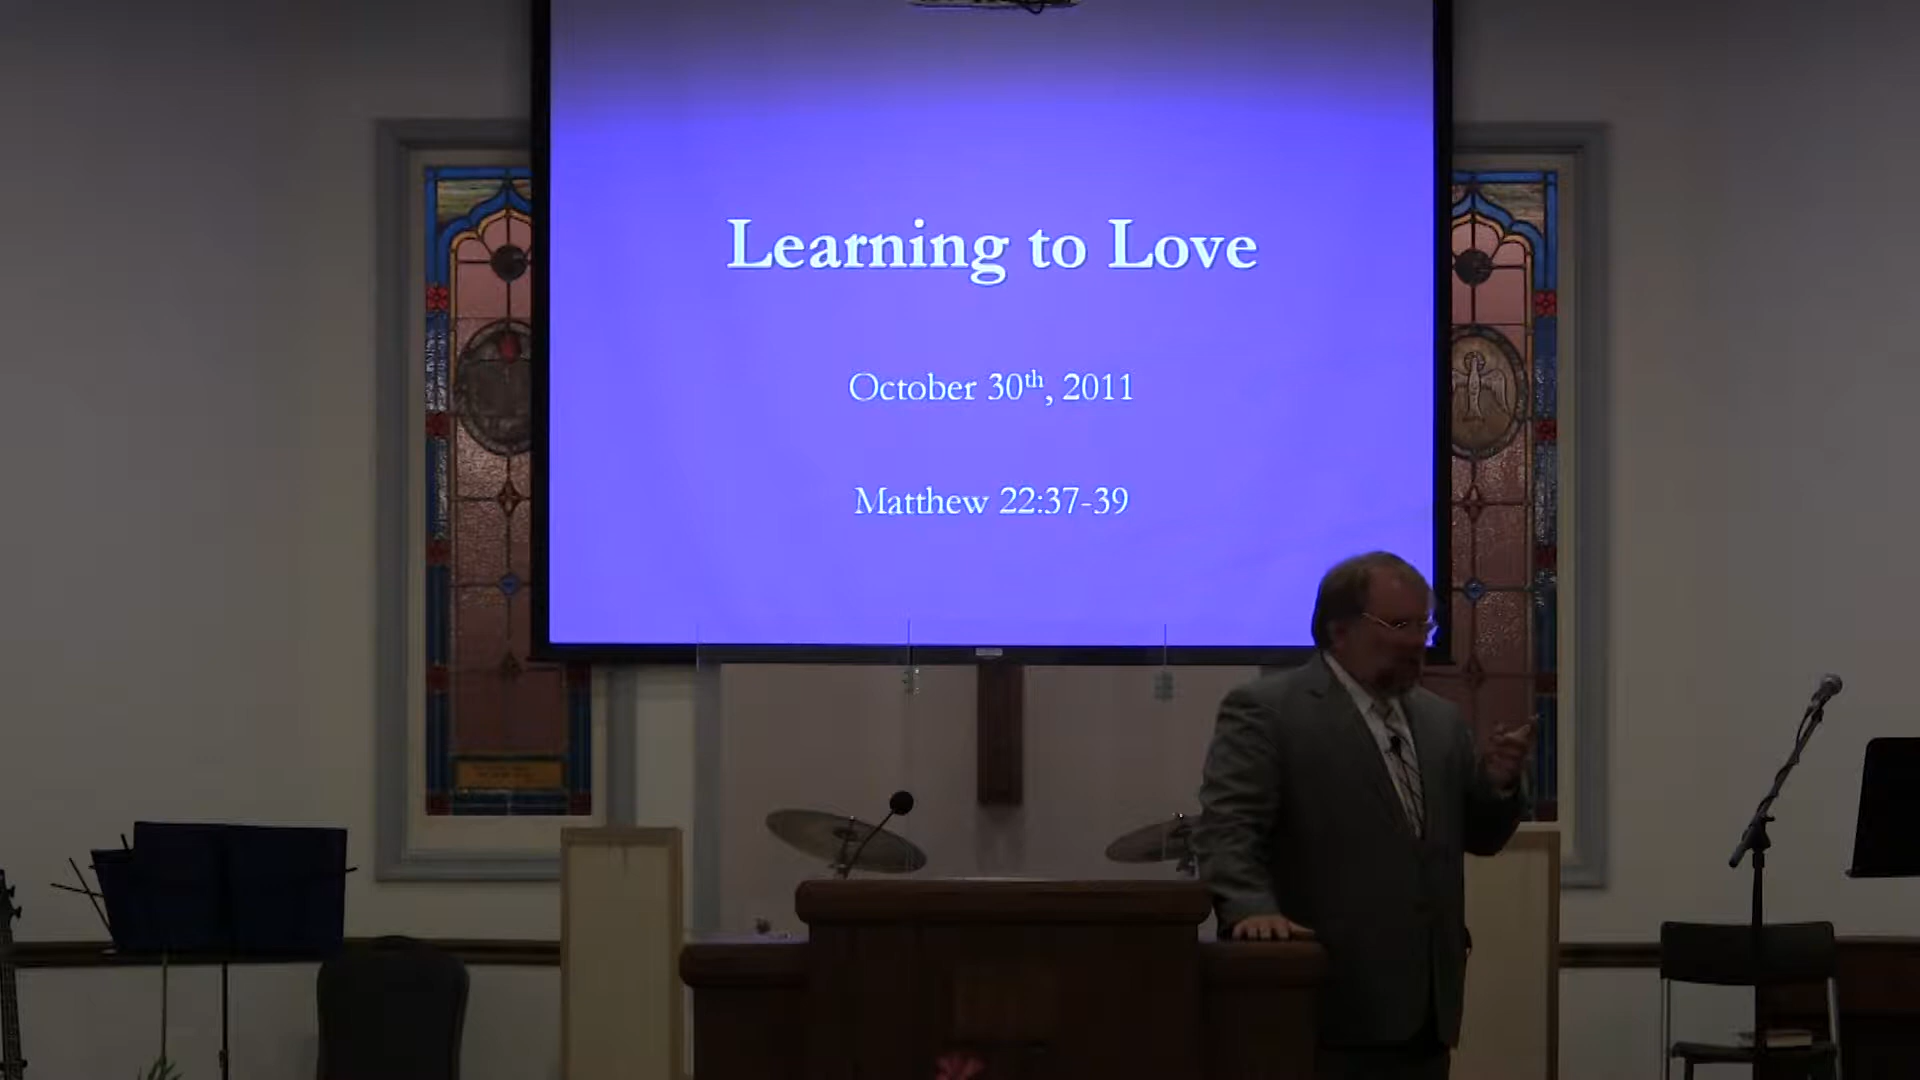 Learning to Love
October 30th, 2011
Matthew 22:37-39